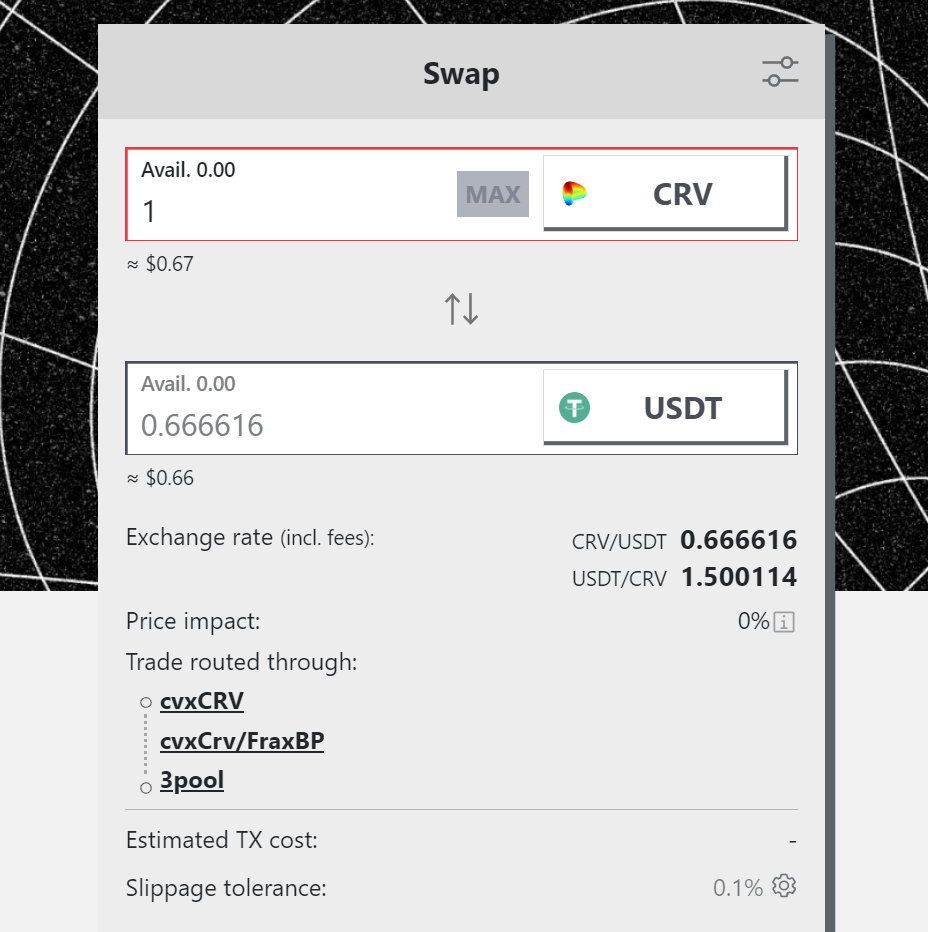 Swap
Avail. 0.00
1
MAX
CRV
≈ $0.67
Avail. 0.00
0.666616
USDT
≈ $0.66
Exchange rate (incl. fees):
CRV/USDT 0.666616
USDT/CRV 1.500114
Price impact: 0%
Trade routed through:
cvxCRV
cvxCrv/FraxBP
3pool
Estimated TX cost: -
Slippage tolerance: 0.1%